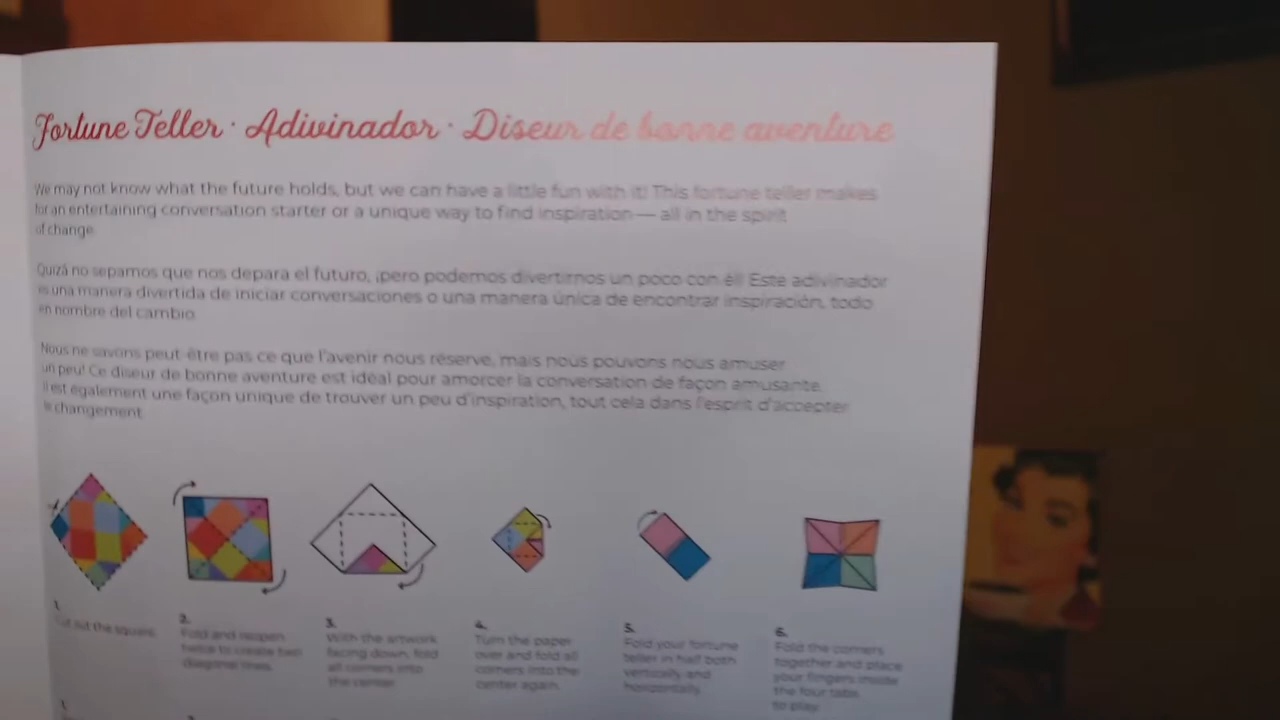 Fortune Teller · Adivinador · Diseur de bonne aventure
We may not know what the future holds, but we can have a little fun with it! This fortune teller makes
for an entertaining conversation starter or a unique way to find inspiration — all in the spirit
of change.
Quizá no sepamos que nos depara el futuro, ¡pero podemos divertirnos un poco con él! Este adivinador
es una manera divertida de iniciar conversaciones o una manera única de encontrar inspiración, todo
en nombre del cambio.
Nous ne savons peut-être pas ce que l'avenir nous réserve, mais nous pouvons nous amuser
un peu! Ce diseur de bonne aventure est idéal pour amorcer la conversation de façon amusante.
Il est également une façon unique de trouver un peu d'inspiration, tout cela dans l'esprit d'accepter
le changement.
1.
Cut out the square.
2.
Fold and reopen
twice to create two
diagonal lines.
3.
With the artwork
facing down, fold
all corners into
the center.
4.
Turn the paper
over and fold all
corners into the
center again.
5.
Fold your fortune
teller in half both
vertically and
horizontally.
6.
Fold the corners
together and place
your fingers inside
the four tabs
to play.
1.